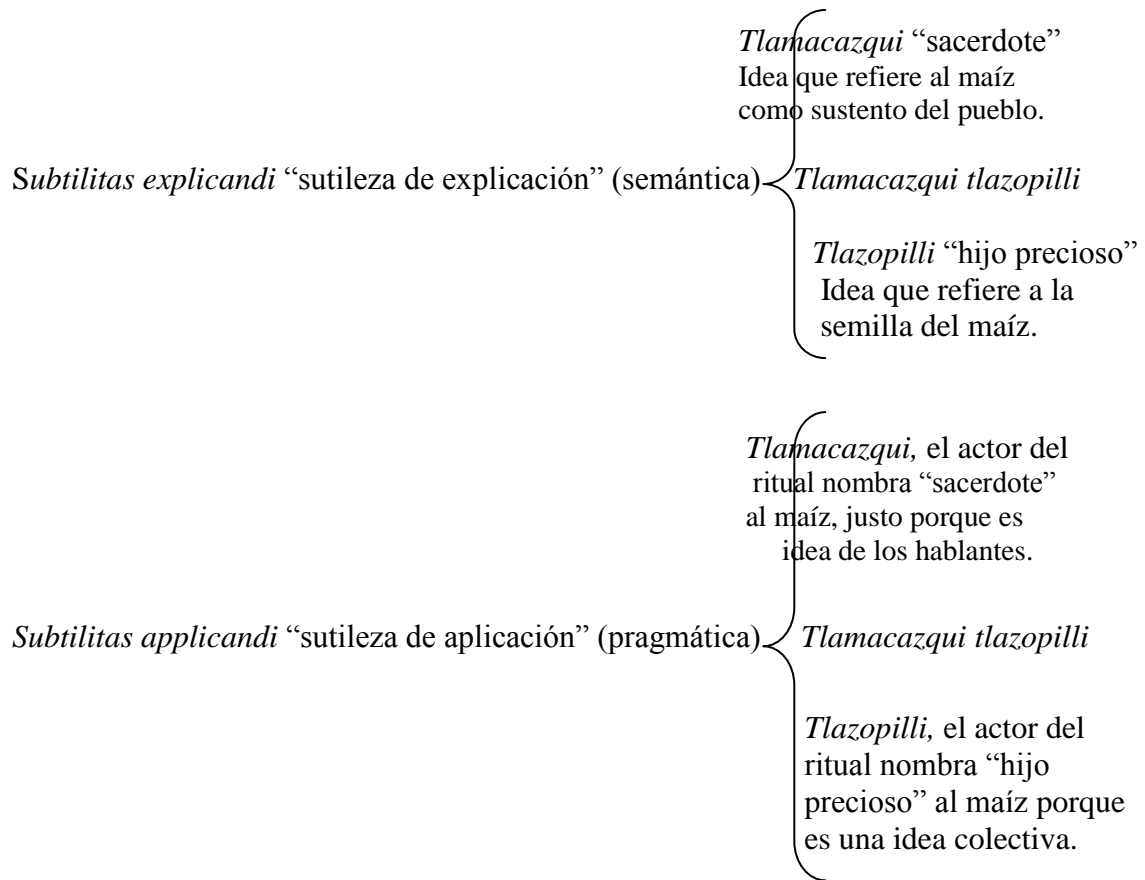 Tlamacazqui “sacerdote”
Idea que refiere al maíz
como sustento del pueblo.
Subtilitas explicandi “sutileza de explicación” (semántica)
Tlamacazqui tlazopilli
Tlazopilli “hijo precioso”
Idea que refiere a la
semilla del maíz.
Tlamacazqui, el actor del
ritual nombra “sacerdote”
al maíz, justo porque es
idea de los hablantes.
Subtilitas applicandi “sutileza de aplicación” (pragmática)
Tlamacazqui tlazopilli
Tlazopilli, el actor del
ritual nombra “hijo
precioso” al maíz porque
es una idea colectiva.